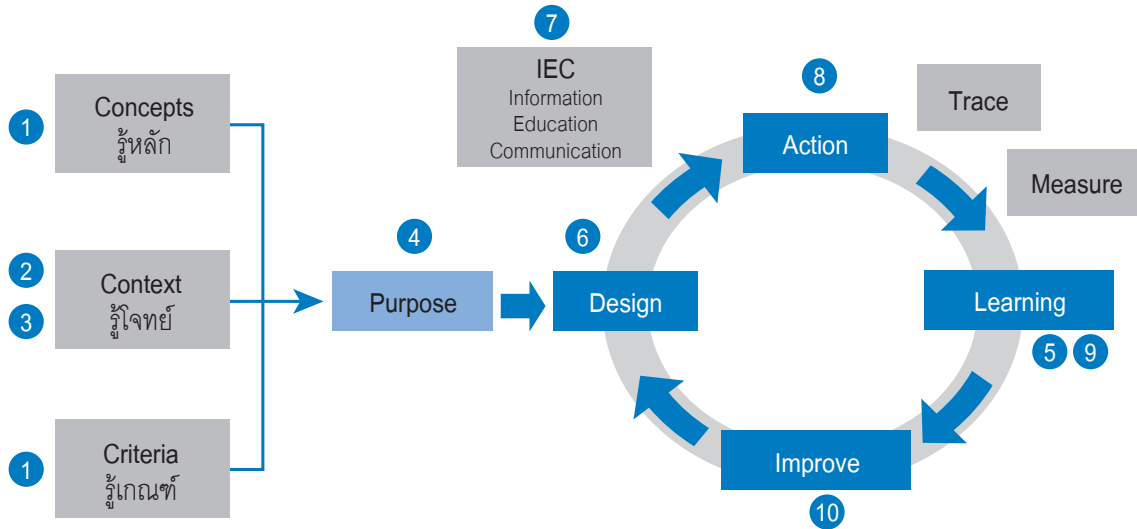 7
IEC
Information
Education
Communication
8
Action
Trace
Measure
1
Concepts
รู้หลัก
2
3
Context
รู้โจทย์
4
Purpose
6
Design
Learning
5 9
1
Criteria
รู้เกณฑ์
Improve
10